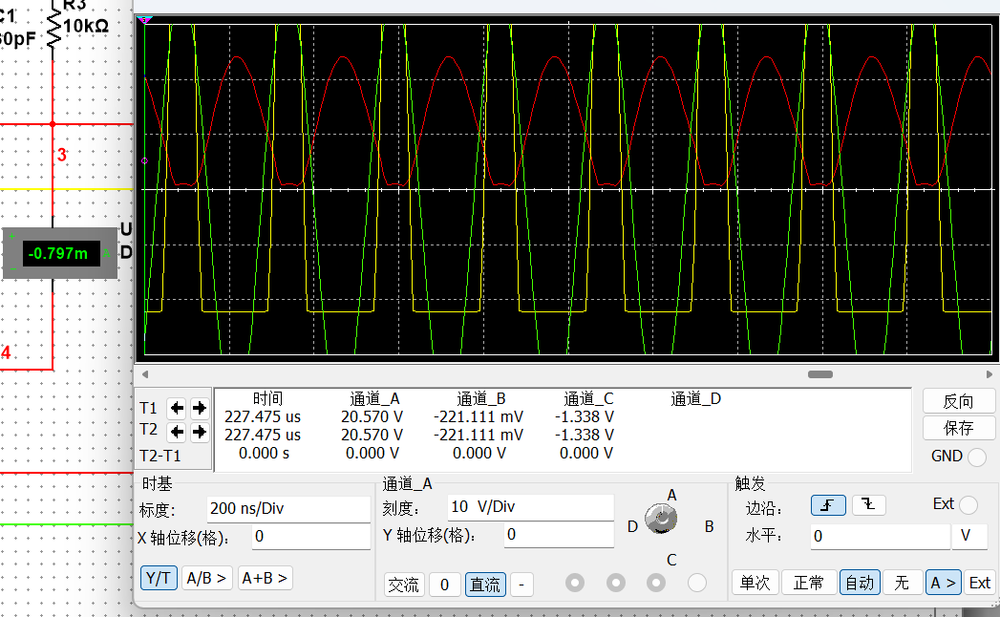 C1
30pF
R3
10kΩ
3
-0.797m
U
D
4
T1
T2
T2-T1
时间 通道_A 通道_B 通道_C 通道_D
227.475 us 20.570 V -221.111 mV -1.338 V
227.475 us 20.570 V -221.111 mV -1.338 V
0.000 s 0.000 V 0.000 V 0.000 V
反向
保存
GND
时基
标度: 200 ns/Div
X 轴位移(格): 0
Y/T A/B > A+B >
通道_A
刻度: 10 V/Div
Y 轴位移(格): 0
交流 0 直流 -
A
B
C
D
触发
边沿: Ext
水平: 0 V
单次 正常 自动 无 A > Ext